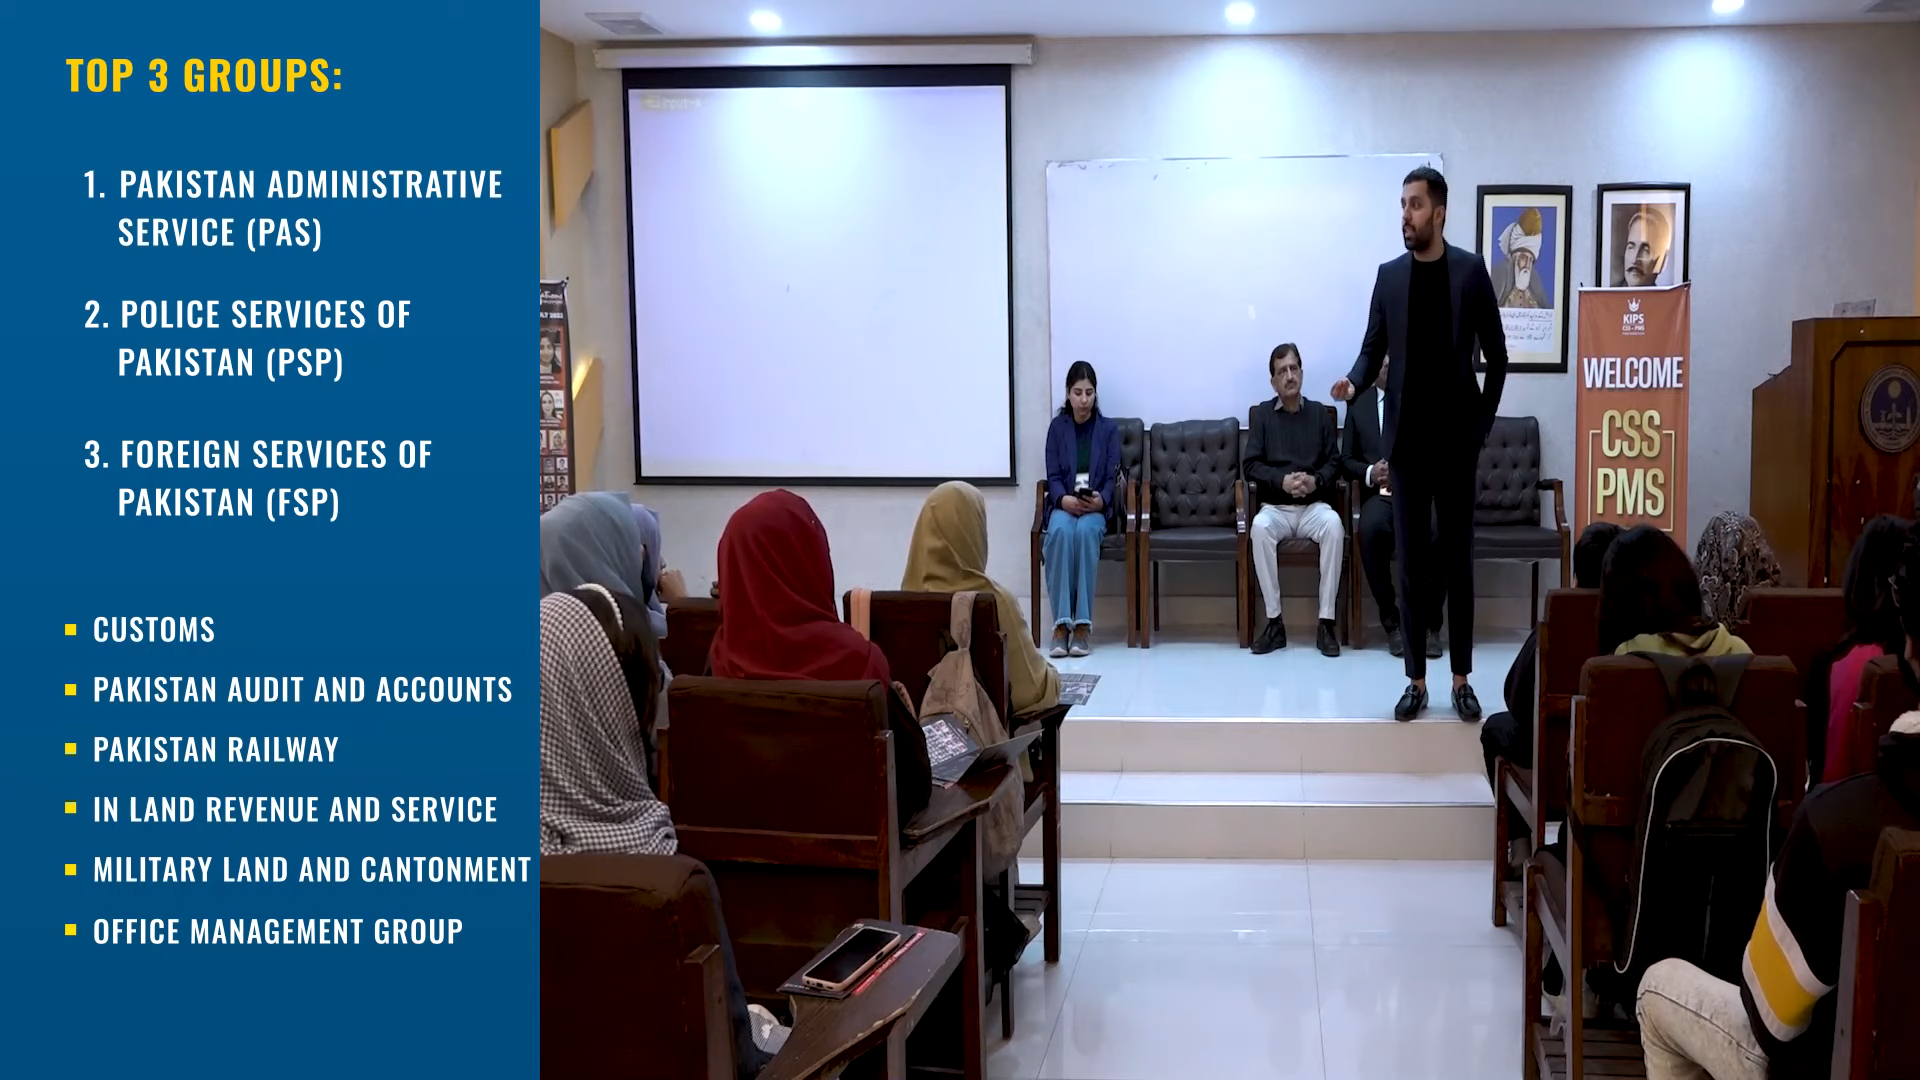 TOP 3 GROUPS:
1. PAKISTAN ADMINISTRATIVE
SERVICE (PAS)
2. POLICE SERVICES OF
PAKISTAN (PSP)
3. FOREIGN SERVICES OF
PAKISTAN (FSP)
CUSTOMS
PAKISTAN AUDIT AND ACCOUNTS
PAKISTAN RAILWAY
IN LAND REVENUE AND SERVICE
MILITARY LAND AND CANTONMENT
OFFICE MANAGEMENT GROUP
KIPS
CSS - PMS
WELCOME
CSS
PMS